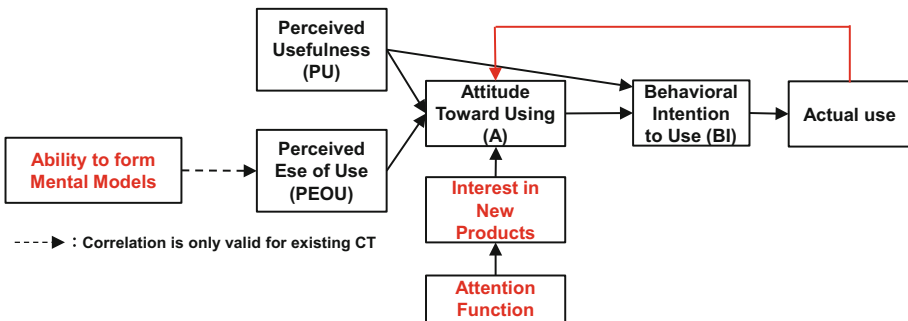 Perceived
Usefulness
(PU)
Attitude
Toward Using
(A)
Behavioral
Intention
to Use (BI)
Actual use
Ability to form
Mental Models
Perceived
Ese of Use
(PEOU)
Interest in
New
Products
: Correlation is only valid for existing CT
Attention
Function